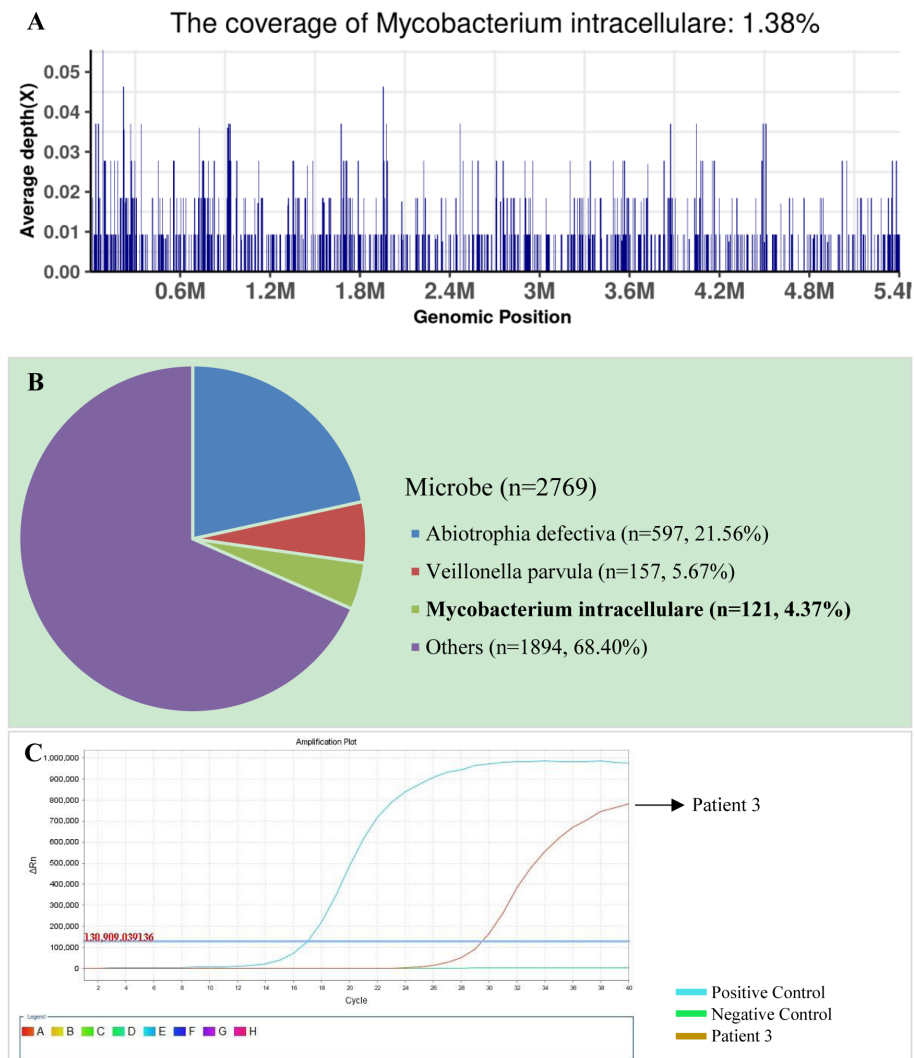 A
The coverage of Mycobacterium intracellulare: 1.38%
Average depth(X)
0.05
0.04
0.03
0.02
0.01
0.00
0.6M 1.2M 1.8M 2.4M 3M 3.6M 4.2M 4.8M 5.4M
Genomic Position
B
Microbe (n=2769)
Abiotrophia defectiva (n=597, 21.56%)
Veillonella parvula (n=157, 5.67%)
Mycobacterium intracellulare (n=121, 4.37%)
Others (n=1894, 68.40%)
C
Amplification Plot
ΔRn
1,000,000
900,000
800,000
700,000
600,000
500,000
400,000
300,000
200,000
130,909.039136
100,000
0
2 4 6 8 10 12 14 16 18 20 22 24 26 28 30 32 34 36 38 40
Cycle
Patient 3
Legend
A B C D E F G H
Positive Control
Negative Control
Patient 3